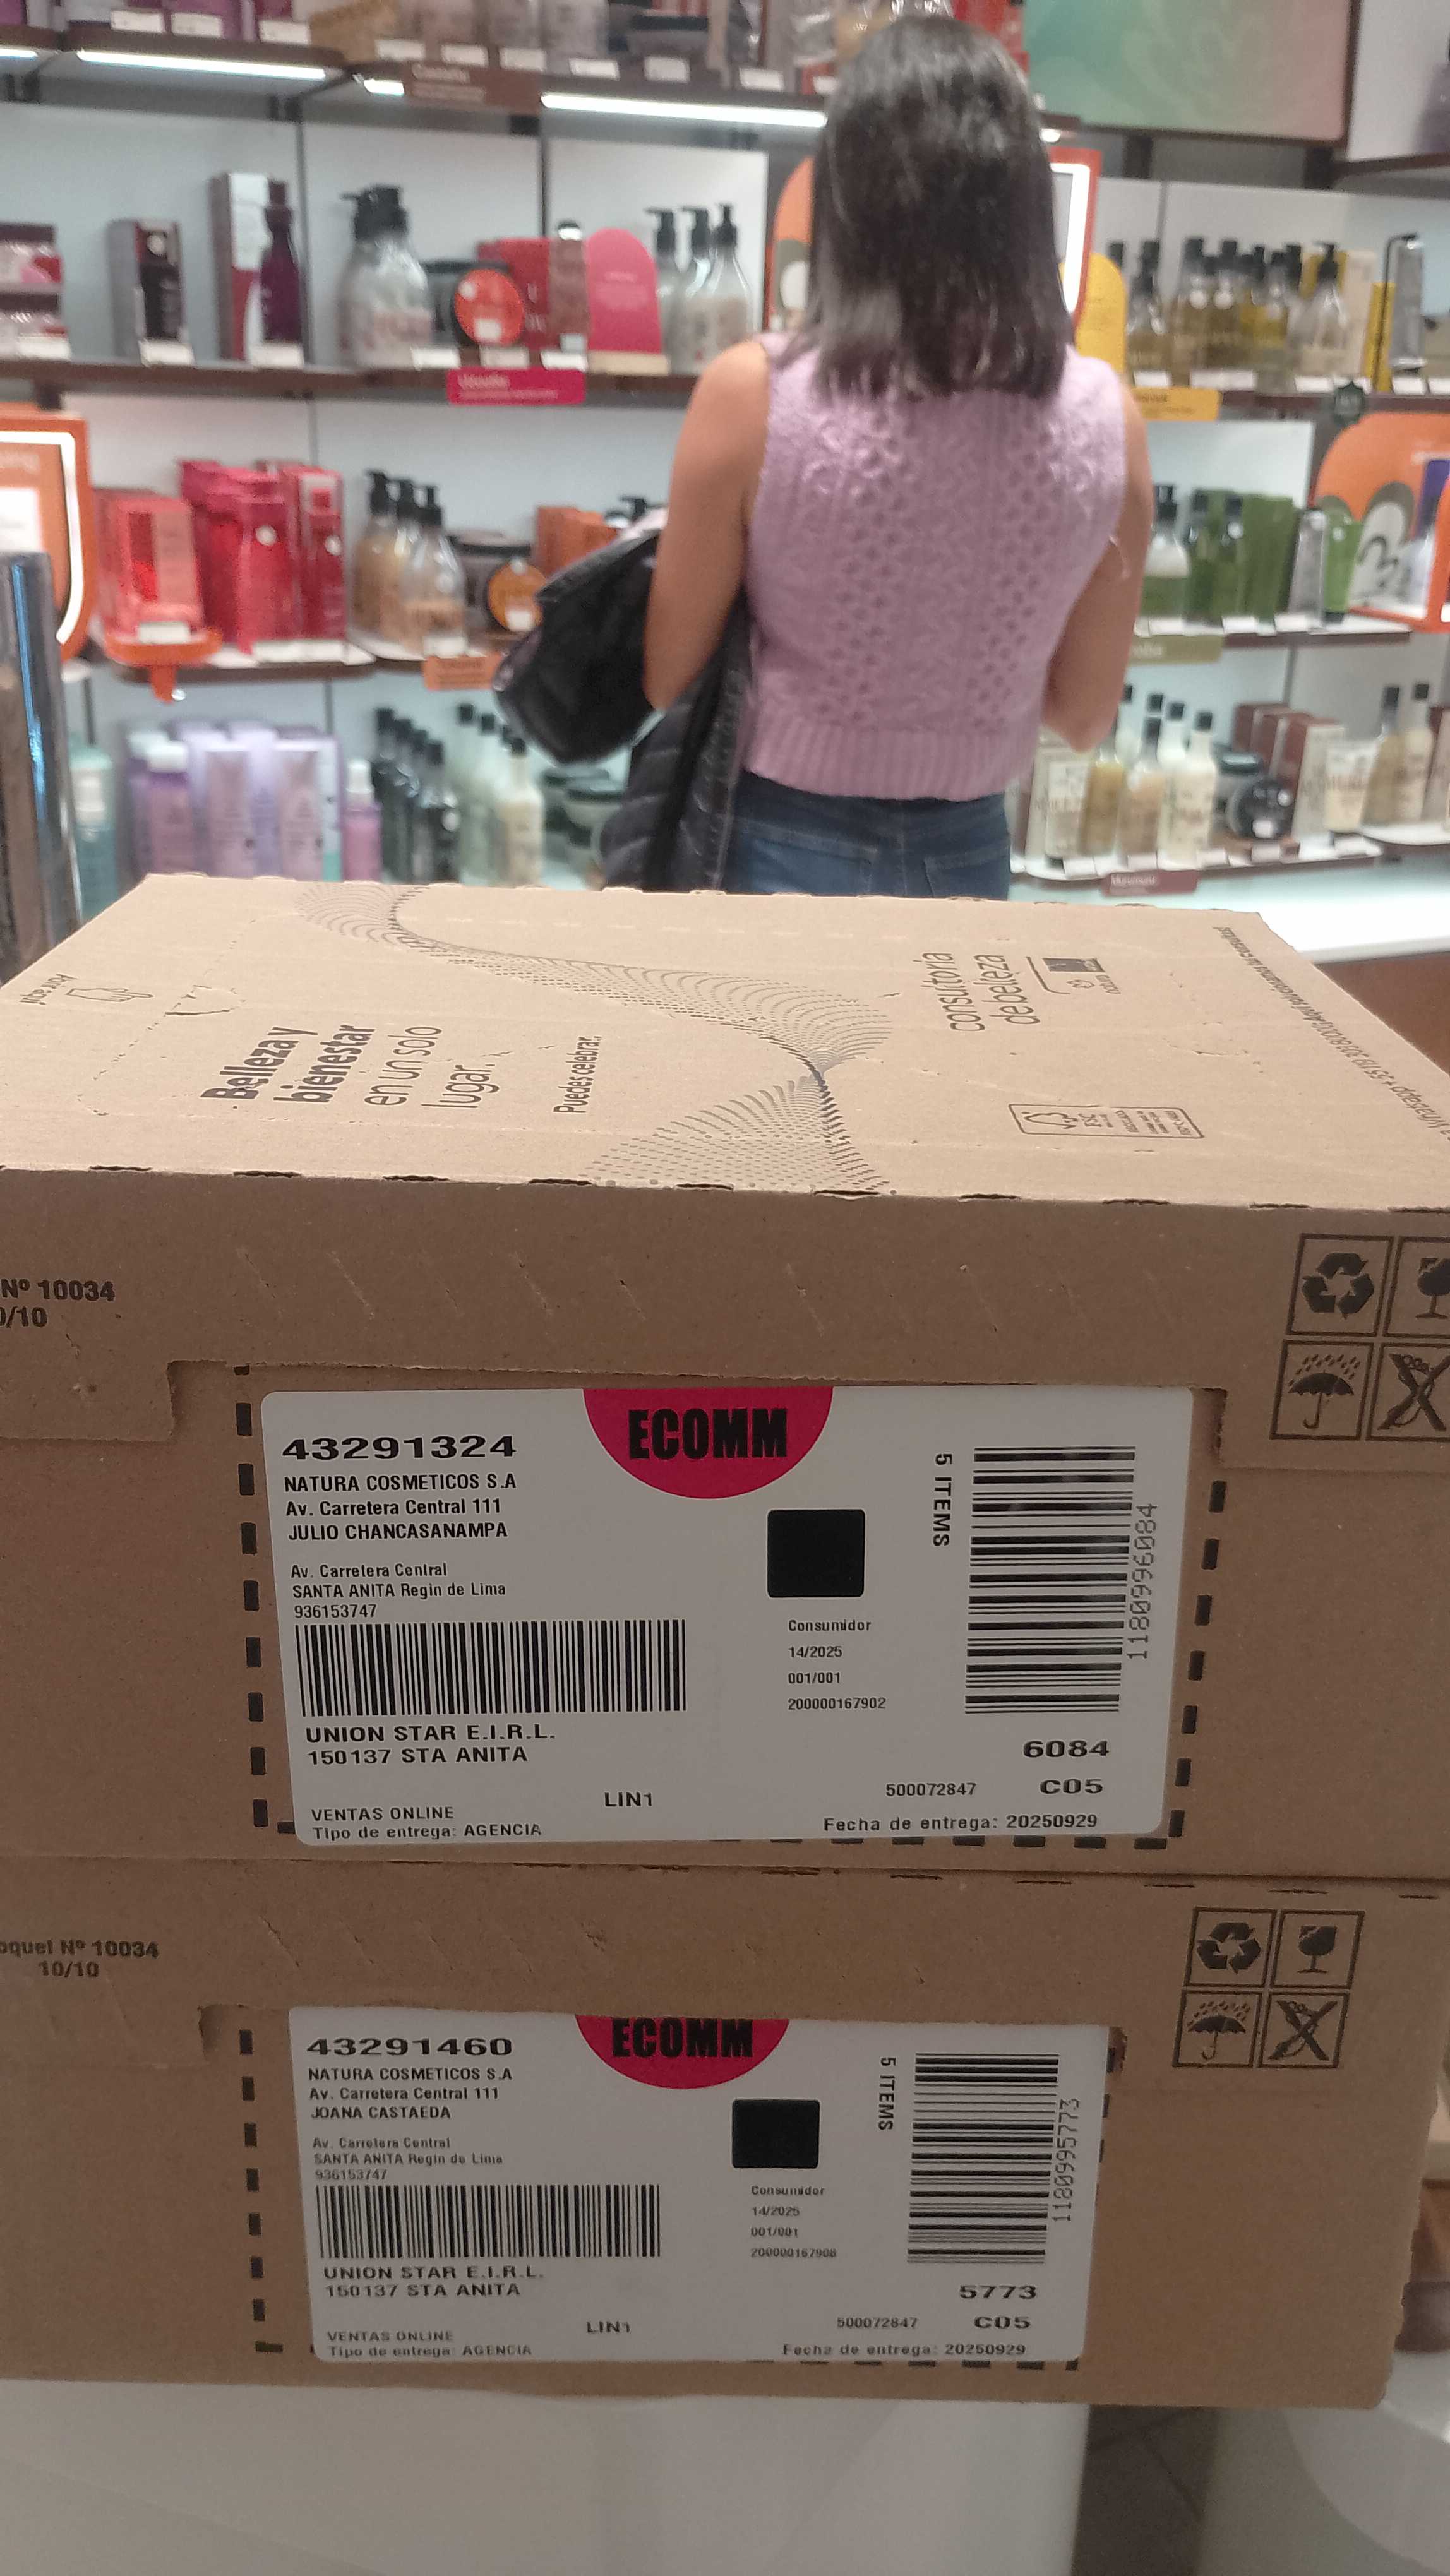 Ucuuba
Belleza y
bienestar
en un solo
lugar.
Puedes celebrar.
consultoría
de belleza
natura
Abre aquí
FSC
Nº 10034
0/10
ECOMM
43291324
NATURA COSMETICOS S.A
Av. Carretera Central 111
JULIO CHANCASANAMPA
Av. Carretera Central
SANTA ANITA Regin de Lima
936153747
5 ITEMS
1180996084
Consumidor
14/2025
001/001
200000167902
UNION STAR E.I.R.L.
150137 STA ANITA
6084
LIN1
500072847
C05
VENTAS ONLINE
Tipo de entrega: AGENCIA
Fecha de entrega: 20250929
oquel Nº 10034
10/10
ECOMM
43291460
NATURA COSMETICOS S.A
Av. Carretera Central 111
JOANA CASTAEDA
Av. Carretera Central
SANTA ANITA Regin de Lima
936153747
5 ITEMS
1180995773
Consumidor
14/2025
001/001
200000167908
UNION STAR E.I.R.L.
150137 STA ANITA
5773
LIN1
500072847
C05
VENTAS ONLINE
Tipo de entrega: AGENCIA
Fecha de entrega: 20250929